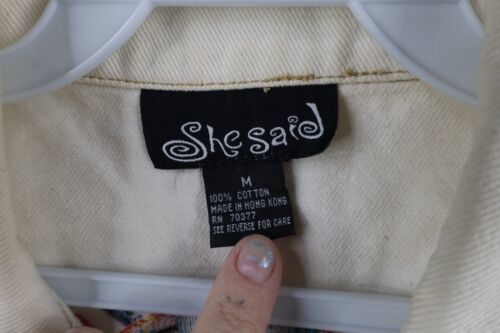 She said
M
100% COTTON
MADE IN HONG KONG
RN 70377
SEE REVERSE FOR CARE